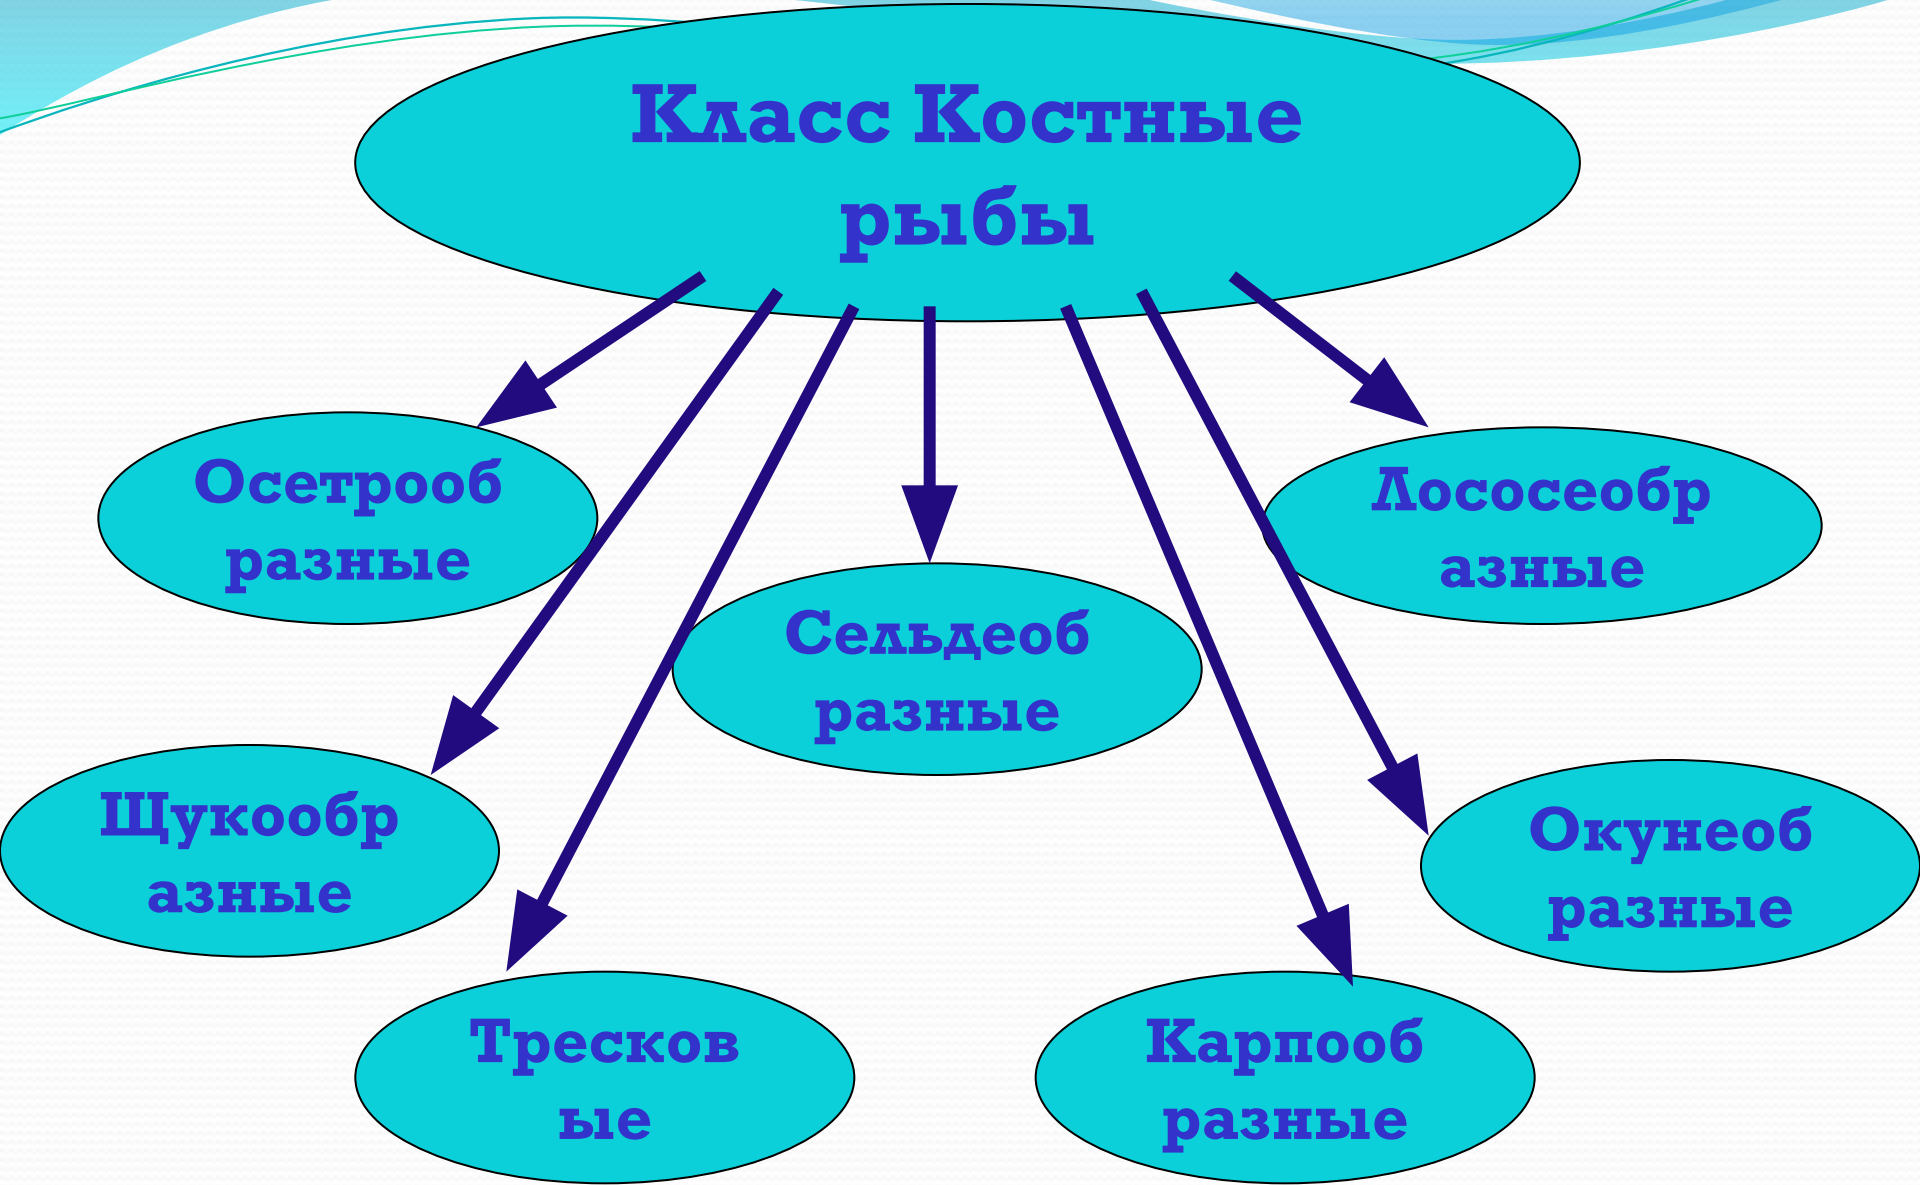 Класс Костные
рыбы
Осетрооб
разные
Лососеобр
азные
Сельдеоб
разные
Щукообр
азные
Окунеоб
разные
Тресков
ые
Карпооб
разные